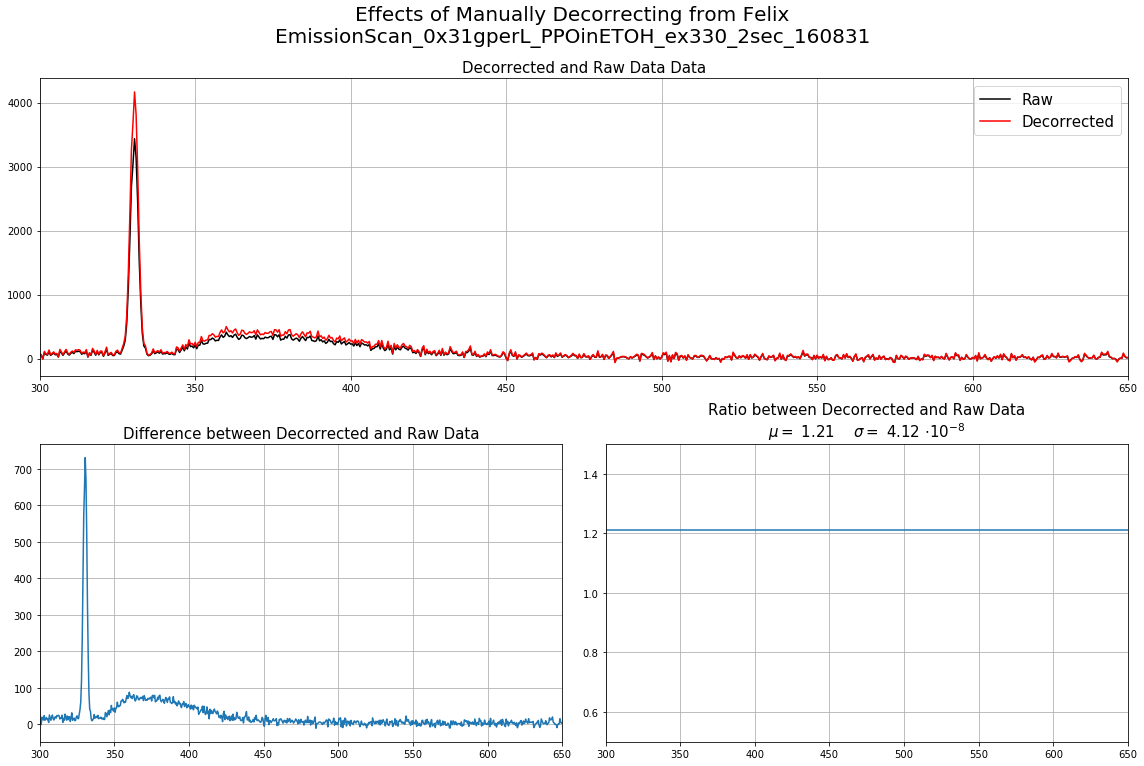 Effects of Manually Decorrecting from Felix
EmissionScan_0x31gperL_PPOinETOH_ex330_2sec_160831
Decorrected and Raw Data Data
4000
3000
2000
1000
0
Raw
Decorrected
300 350 400 450 500 550 600 650
Difference between Decorrected and Raw Data
700
600
500
400
300
200
100
0
300 350 400 450 500 550 600 650
Ratio between Decorrected and Raw Data
μ = 1.21 σ = 4.12 ·10⁻⁸
1.4
1.2
1.0
0.8
0.6
300 350 400 450 500 550 600 650